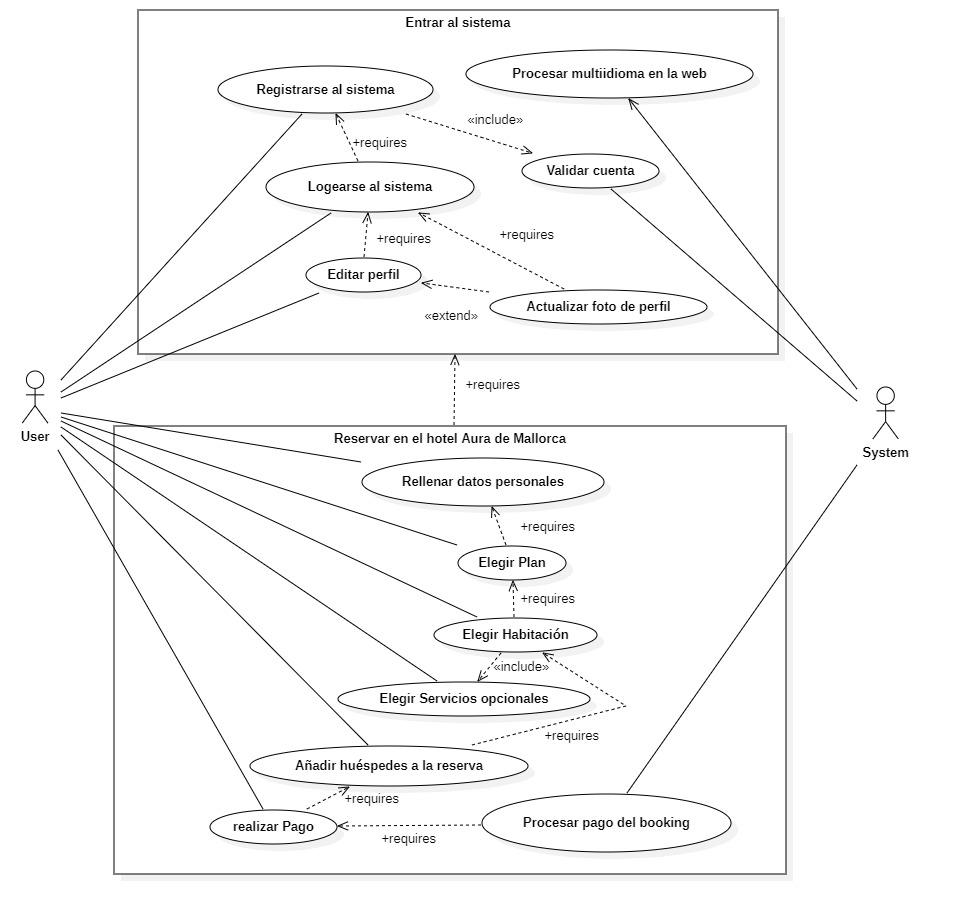 Entrar al sistema
Procesar multiidioma en la web
Registrarse al sistema
«include»
+requires
Validar cuenta
Logearse al sistema
+requires
+requires
Editar perfil
Actualizar foto de perfil
«extend»
+requires
User
System
Reservar en el hotel Aura de Mallorca
Rellenar datos personales
+requires
Elegir Plan
+requires
Elegir Habitación
«include»
Elegir Servicios opcionales
+requires
Añadir huéspedes a la reserva
+requires
realizar Pago
Procesar pago del booking
+requires